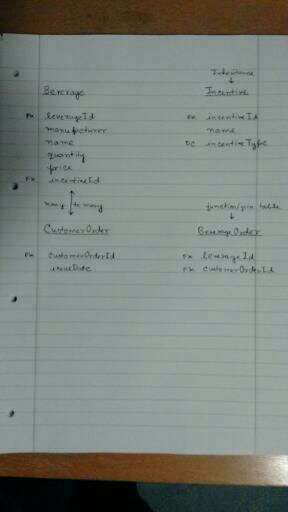 Inheritance
Beverage
Incentive
PK beverageId
manufacturer
name
quantity
price
FK incentiveId
PK incentiveId
name
DC incentiveType
many to many
junction/join table
CustomerOrder
BeverageOrder
PK customerOrderId
issueDate
FK beverageId
FK customerOrderId